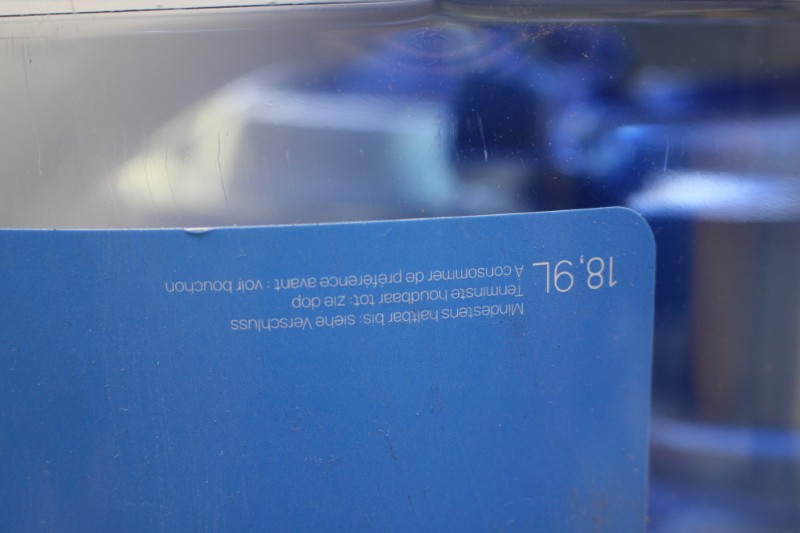 18,9L
Mindestens haltbar bis: siehe Verschluss
Tenminste houdbaar tot: zie dop
À consommer de préférence avant : voir bouchon